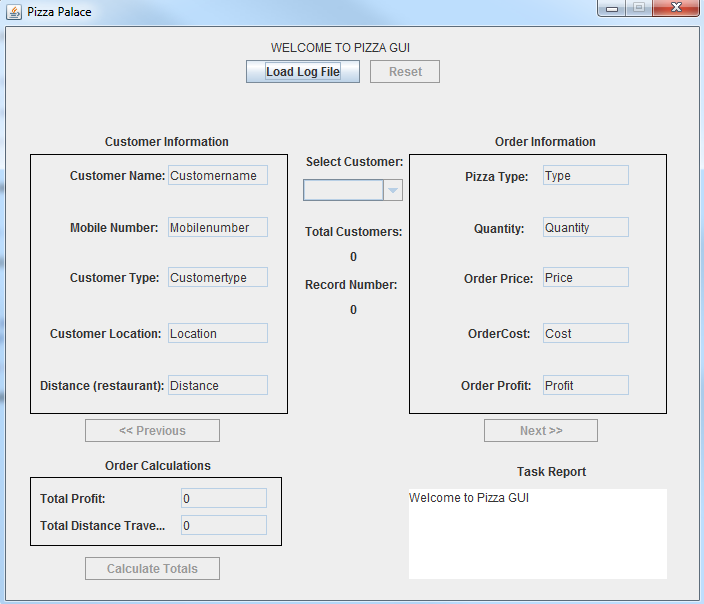 Pizza Palace
WELCOME TO PIZZA GUI
Load Log File
Reset
Customer Information
Customer Name: Customername
Mobile Number: Mobilenumber
Customer Type: Customertype
Customer Location: Location
Distance (restaurant): Distance
<< Previous
Select Customer:
Total Customers:
0
Record Number:
0
Order Information
Pizza Type: Type
Quantity: Quantity
Order Price: Price
OrderCost: Cost
Order Profit: Profit
Next >>
Order Calculations
Total Profit: 0
Total Distance Trave... 0
Calculate Totals
Task Report
Welcome to Pizza GUI